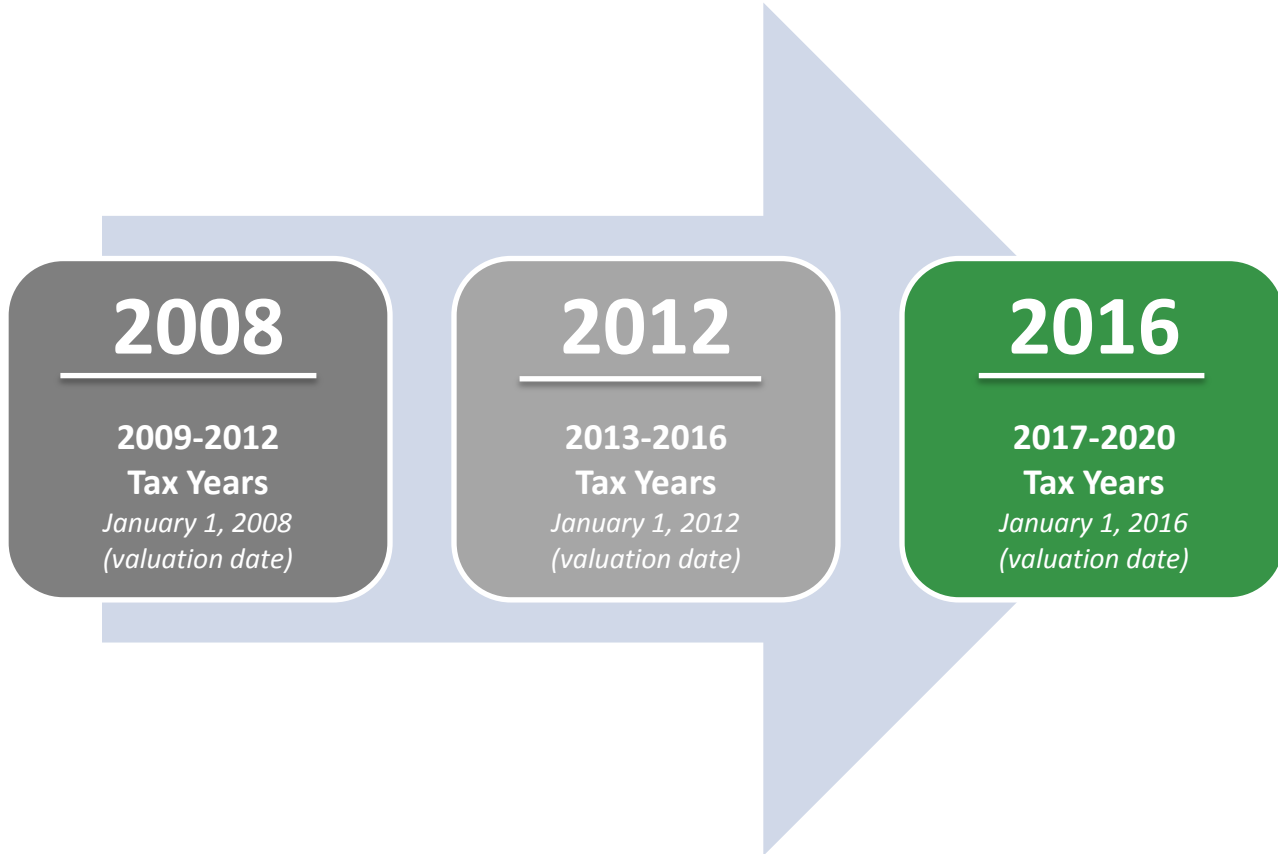 2008
2009-2012
Tax Years
January 1, 2008
(valuation date)
2012
2013-2016
Tax Years
January 1, 2012
(valuation date)
2016
2017-2020
Tax Years
January 1, 2016
(valuation date)